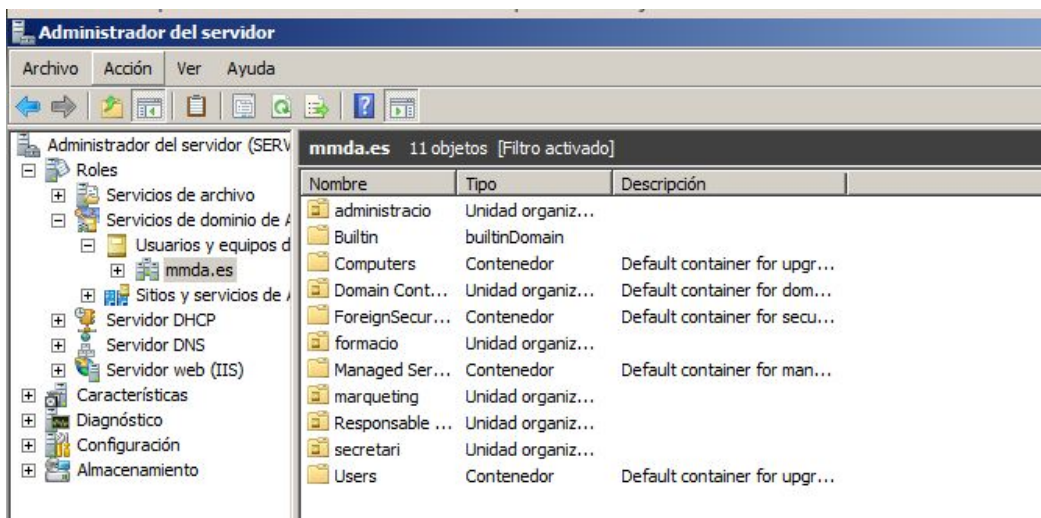 Administrador del servidor
Archivo Acción Ver Ayuda
Administrador del servidor (SERV
Roles
Servicios de archivo
Servicios de dominio de A
Usuarios y equipos d
mmda.es
Sitios y servicios de A
Servidor DHCP
Servidor DNS
Servidor web (IIS)
Características
Diagnóstico
Configuración
Almacenamiento
mmda.es 11 objetos [Filtro activado]
Nombre Tipo Descripción
administracio Unidad organiz...
Builtin builtinDomain
Computers Contenedor Default container for upgr...
Domain Cont... Unidad organiz... Default container for dom...
ForeignSecur... Contenedor Default container for secu...
formacio Unidad organiz...
Managed Ser... Contenedor Default container for man...
marqueting Unidad organiz...
Responsable ... Unidad organiz...
secretari Unidad organiz...
Users Contenedor Default container for upgr...